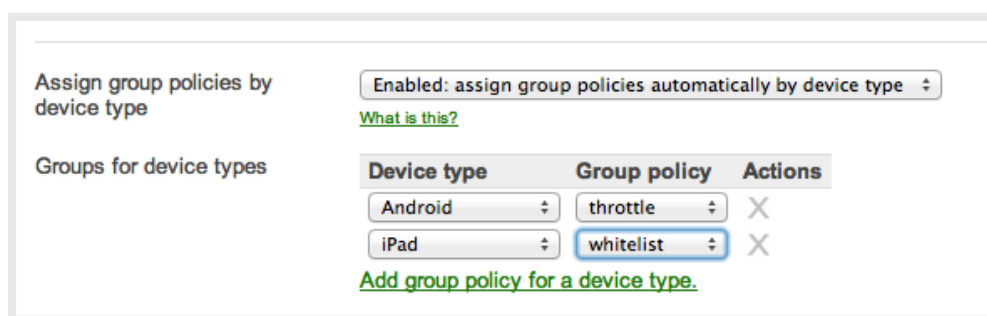 Assign group policies by
device type
Enabled: assign group policies automatically by device type
What is this?
Groups for device types
Device type Group policy Actions
Android throttle X
iPad whitelist X
Add group policy for a device type.